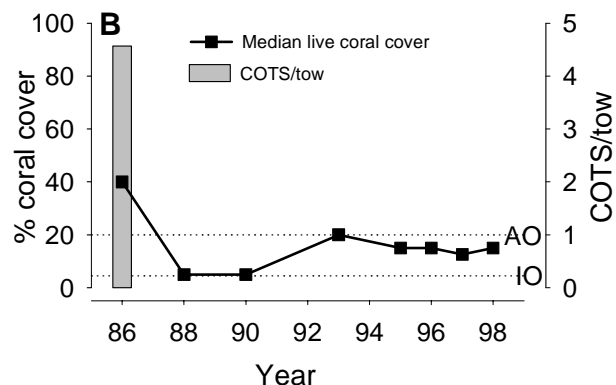 B
Median live coral cover
COTS/tow
% coral cover
100
80
60
40
20
0
COTS/tow
5
4
3
2
1
0
AO
IO
86 88 90 92 94 96 98
Year